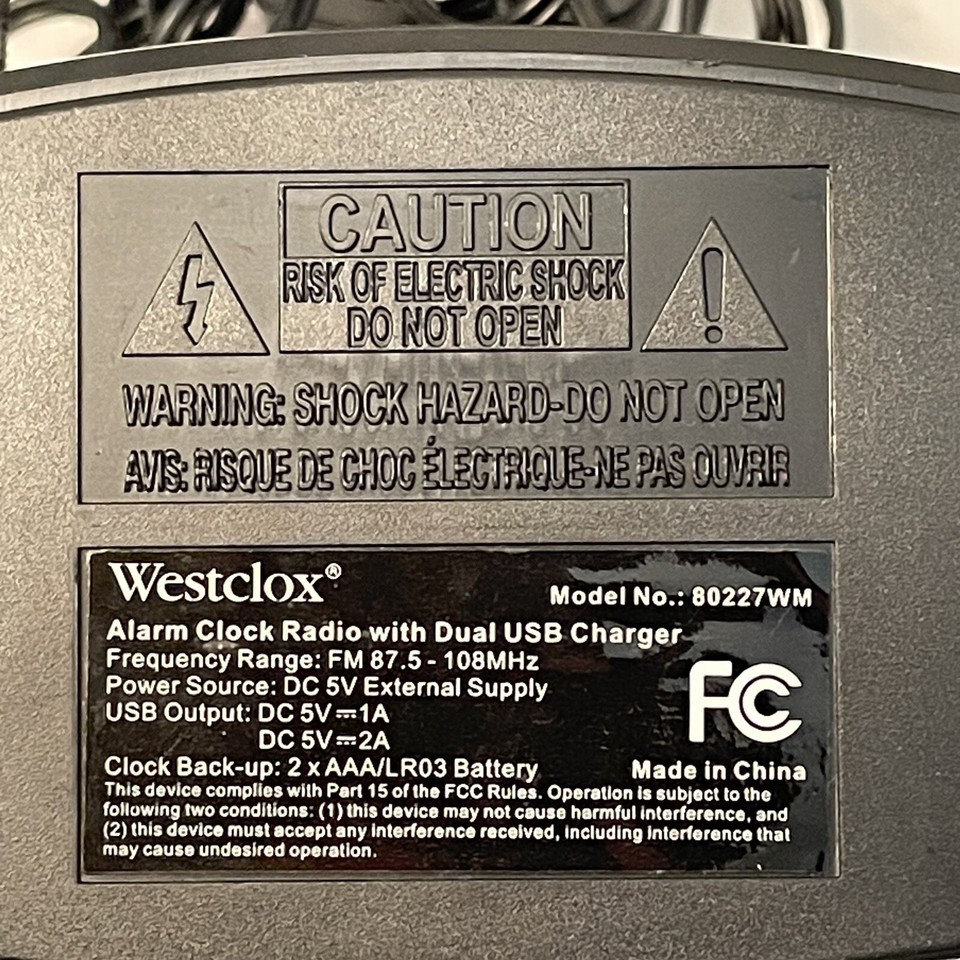 CAUTION
RISK OF ELECTRIC SHOCK
DO NOT OPEN
WARNING: SHOCK HAZARD-DO NOT OPEN
AVIS: RISQUE DE CHOC ÉLECTRIQUE-NE PAS OUVRIR
Westclox®
Model No.: 80227WM
Alarm Clock Radio with Dual USB Charger
Frequency Range: FM 87.5 - 108MHz
Power Source: DC 5V External Supply
USB Output: DC 5V⎓1A
DC 5V⎓2A
FC
Clock Back-up: 2 x AAA/LR03 Battery
Made in China
This device complies with Part 15 of the FCC Rules. Operation is subject to the
following two conditions: (1) this device may not cause harmful interference, and
(2) this device must accept any interference received, including interference that
may cause undesired operation.